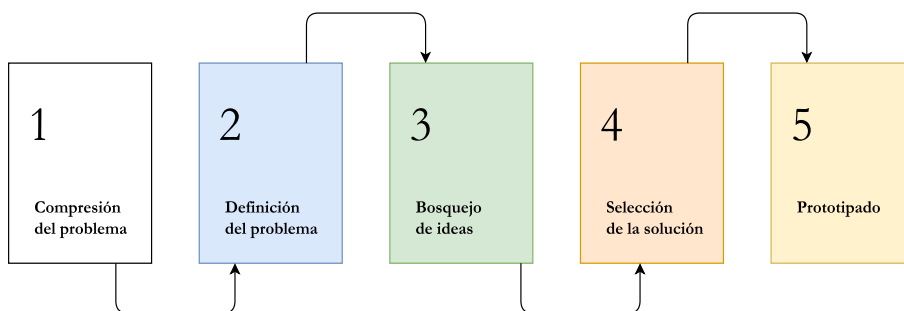 1
Compresión
del problema
2
Definición
del problema
3
Bosquejo
de ideas
4
Selección
de la solución
5
Prototipado